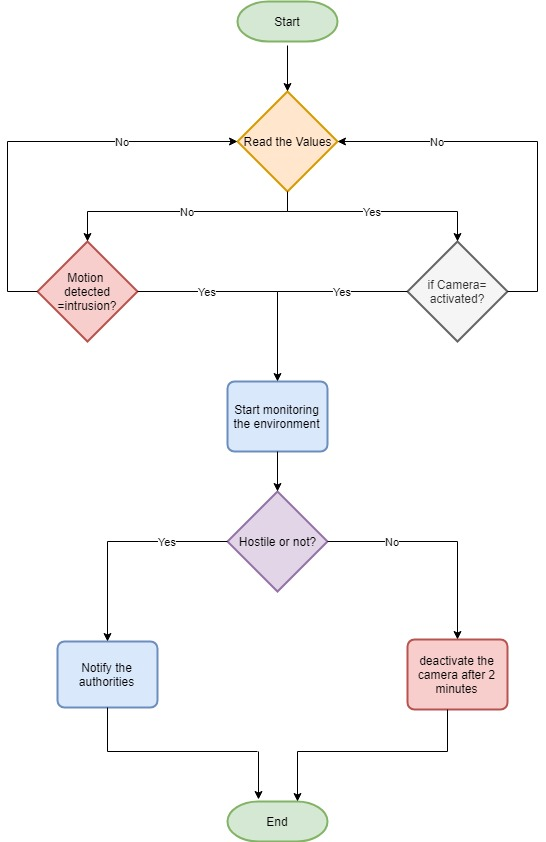 Start
No
Read the Values
No
No
Yes
Motion
detected
=intrusion?
Yes
Yes
if Camera=
activated?
Start monitoring
the environment
Yes
Hostile or not?
No
Notify the
authorities
deactivate the
camera after 2
minutes
End